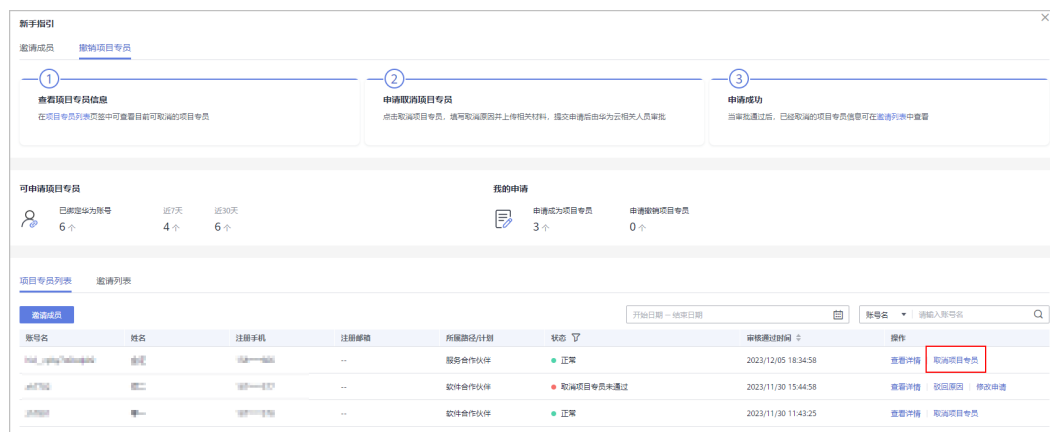 新手指引
邀请成员 撤销项目专员
1 2 3
查看项目专员信息 申请取消项目专员 申请成功
在项目专员列表页签中可查看目前可取消的项目专员 点击取消项目专员，填写取消原因并上传相关材料，提交申请后由华为云相关人员审批 当审批通过后，已经取消的项目专员信息可在邀请列表中查看
可申请项目专员 我的申请
已绑定华为账号 近7天 近30天 申请成为项目专员 申请撤销项目专员
6 个 4 个 6 个 3 个 0 个
项目专员列表 邀请列表
邀请成员 开始日期 – 结束日期 账号名 请输入账号名
账号名 姓名 注册手机 注册邮箱 所属路径/计划 状态 审核通过时间 操作
-- 服务合作伙伴 正常 2023/12/05 18:34:58 查看详情 取消项目专员
-- 软件合作伙伴 取消项目专员未通过 2023/11/30 15:44:58 查看详情 驳回原因 修改申请
-- 软件合作伙伴 正常 2023/11/30 11:43:25 查看详情 取消项目专员